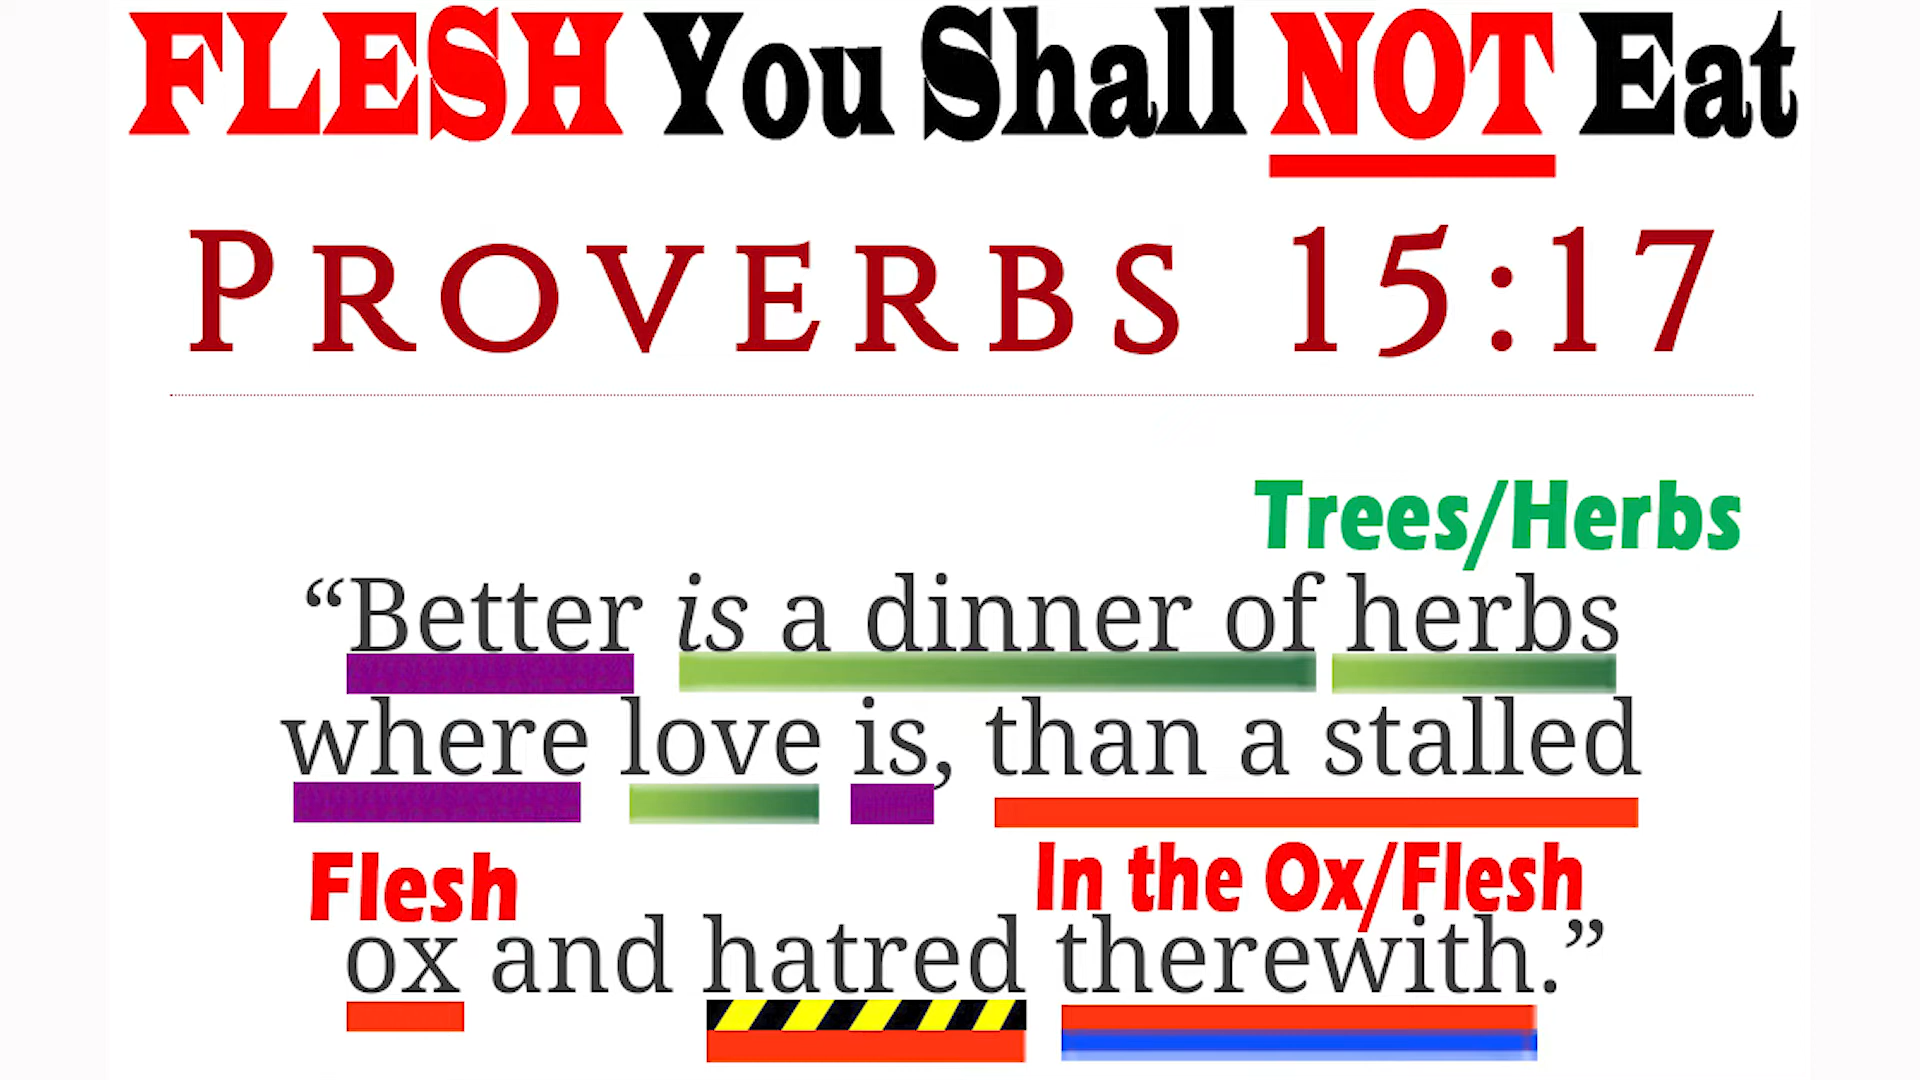 FLESH You Shall NOT Eat
PROVERBS 15:17
Trees/Herbs
“Better is a dinner of herbs
where love is, than a stalled
Flesh
In the Ox/Flesh
ox and hatred therewith.”